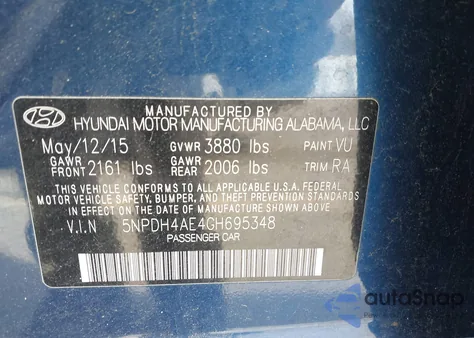 MANUFACTURED BY
HYUNDAI MOTOR MANUFACTURING ALABAMA, LLC
May/12/15 GVWR 3880 lbs PAINT VU
GAWR FRONT 2161 lbs GAWR REAR 2006 lbs TRIM RA
THIS VEHICLE CONFORMS TO ALL APPLICABLE U.S.A. FEDERAL
MOTOR VEHICLE SAFETY, BUMPER, AND THEFT PREVENTION STANDARDS
IN EFFECT ON THE DATE OF MANUFACTURE SHOWN ABOVE.
V.I.N 5NPDH4AE4GH695348
PASSENGER CAR
autoSnap